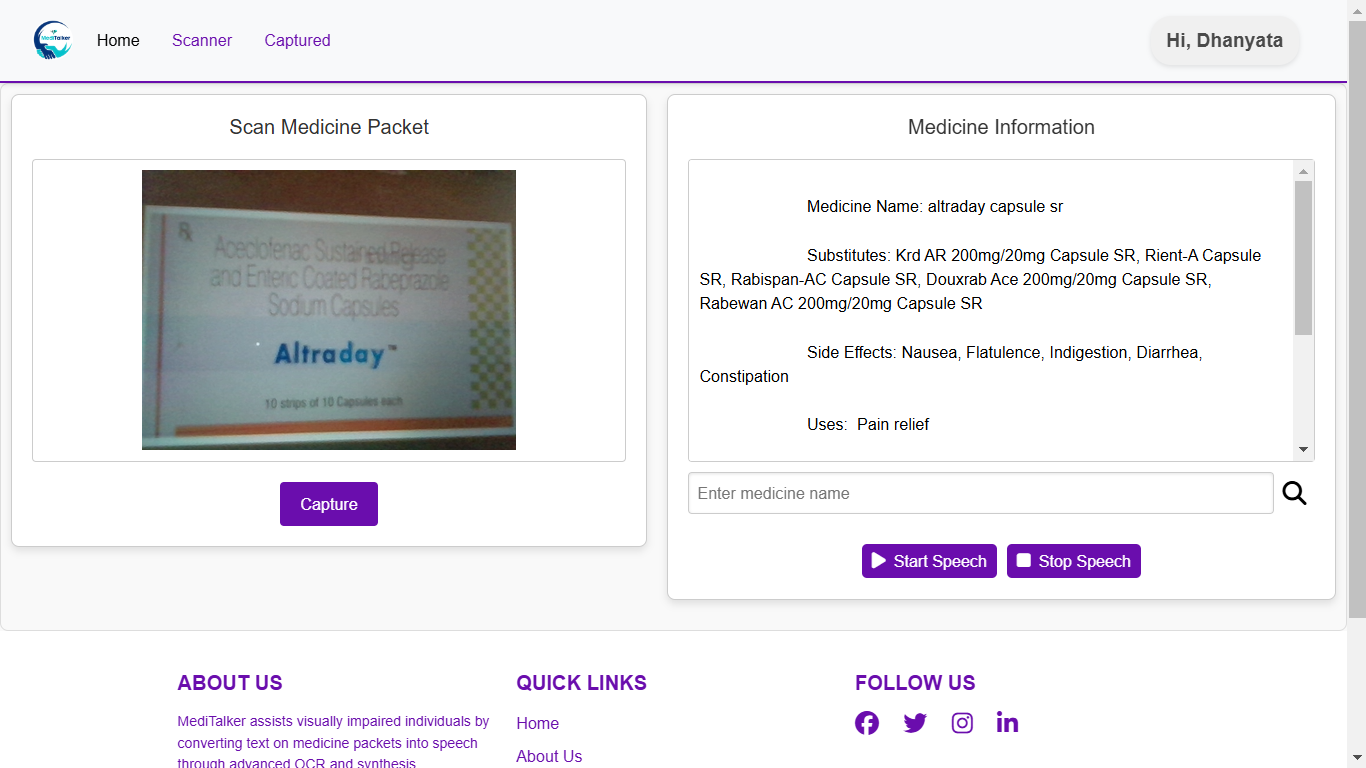 MediTalker
Home
Scanner
Captured
Hi, Dhanyata
Scan Medicine Packet
Rx
Aceclofenac Sustained Release
and Enteric Coated Rabeprazole
Sodium Capsules
Altraday™
10 strips of 10 Capsules each
Capture
Medicine Information
Medicine Name: altraday capsule sr
Substitutes: Krd AR 200mg/20mg Capsule SR, Rient-A Capsule
SR, Rabispan-AC Capsule SR, Douxrab Ace 200mg/20mg Capsule SR,
Rabewan AC 200mg/20mg Capsule SR
Side Effects: Nausea, Flatulence, Indigestion, Diarrhea,
Constipation
Uses: Pain relief
Enter medicine name
Start Speech
Stop Speech
ABOUT US
MediTalker assists visually impaired individuals by
converting text on medicine packets into speech
through advanced OCR and synthesis
QUICK LINKS
Home
About Us
FOLLOW US